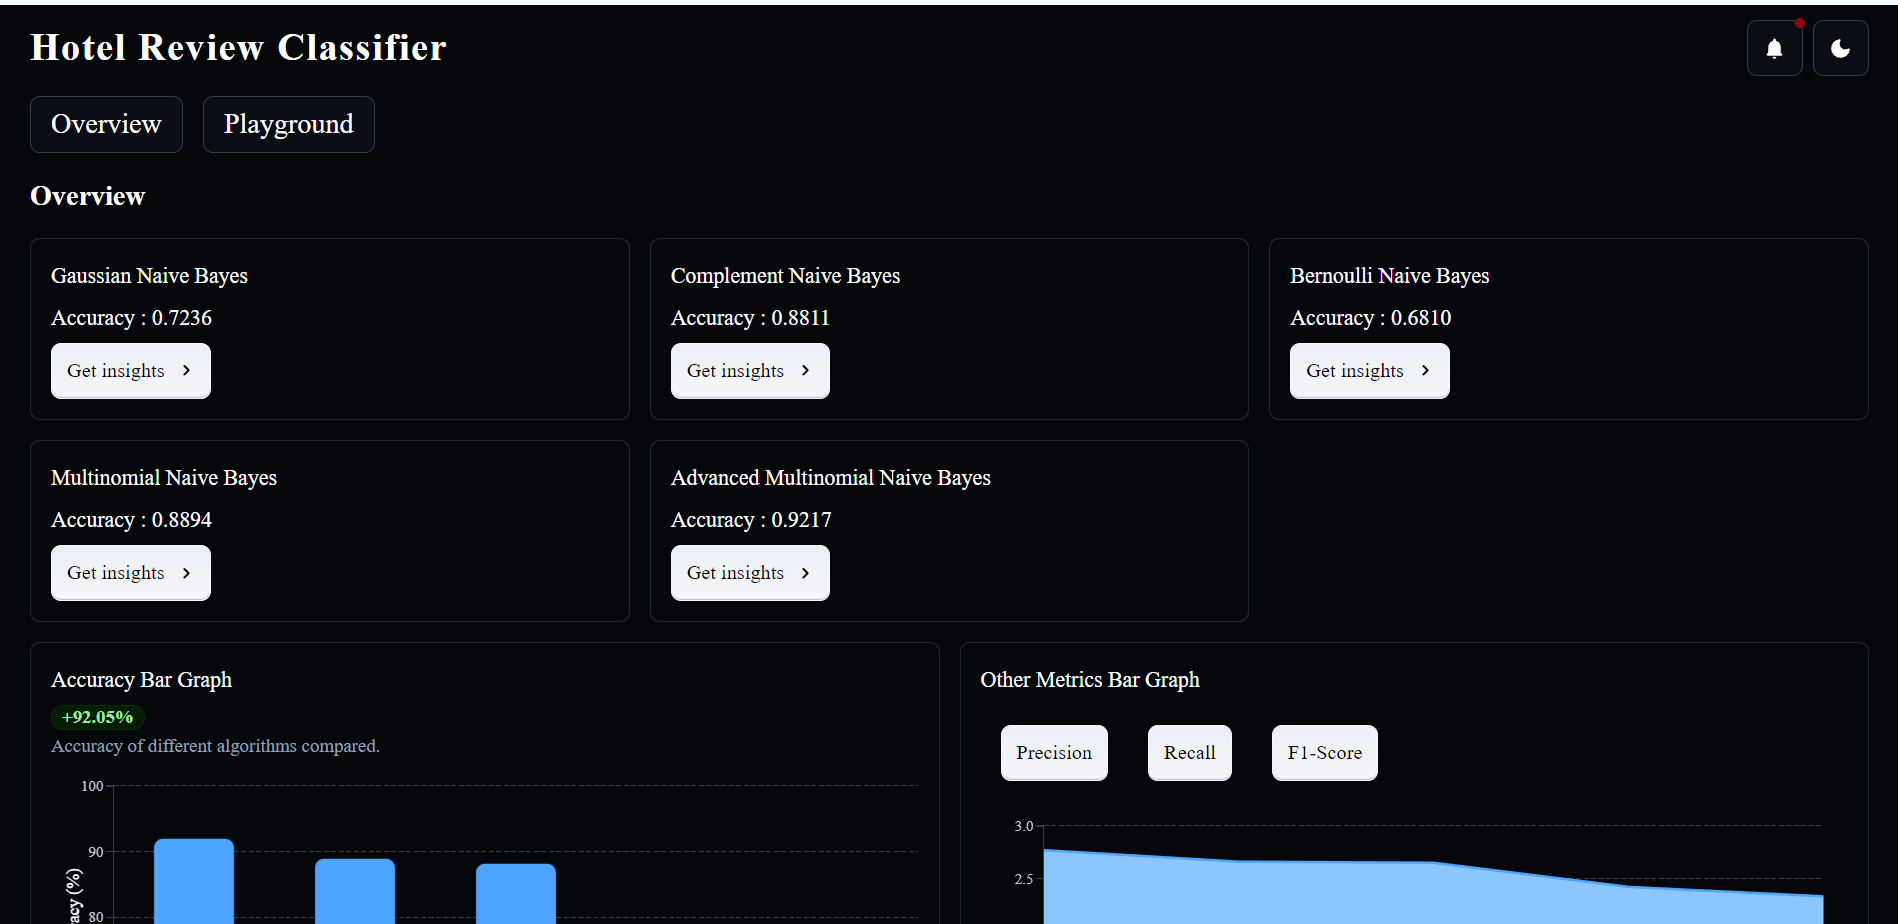 Hotel Review Classifier
Overview
Playground
Overview
Gaussian Naive Bayes
Accuracy : 0.7236
Get insights
Complement Naive Bayes
Accuracy : 0.8811
Get insights
Bernoulli Naive Bayes
Accuracy : 0.6810
Get insights
Multinomial Naive Bayes
Accuracy : 0.8894
Get insights
Advanced Multinomial Naive Bayes
Accuracy : 0.9217
Get insights
Accuracy Bar Graph
+92.05%
Accuracy of different algorithms compared.
100
90
80
(%)
Other Metrics Bar Graph
Precision
Recall
F1-Score
3.0
2.5